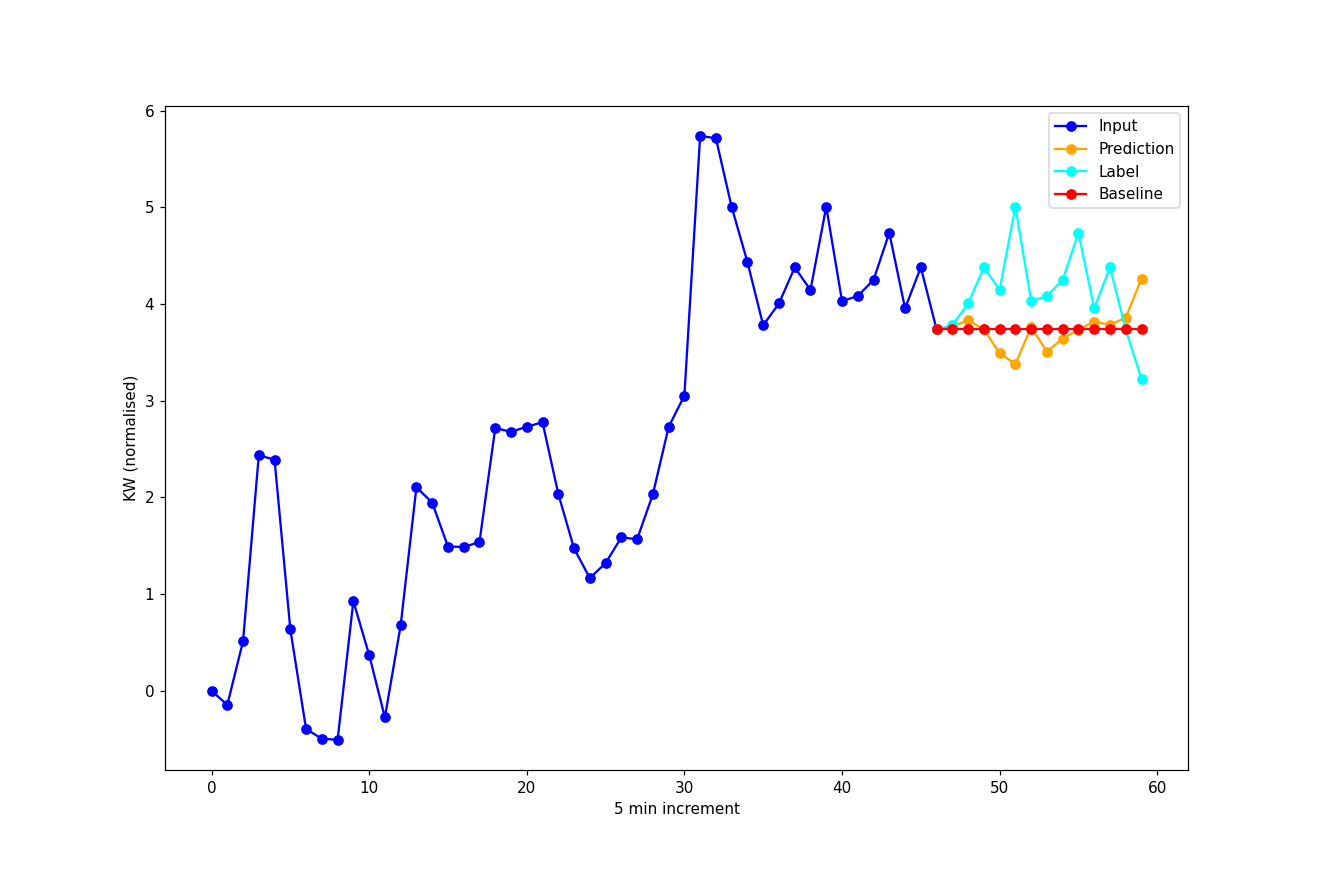 6
5
4
3
2
1
0
KW (normalised)
0 10 20 30 40 50 60
5 min increment
Input
Prediction
Label
Baseline